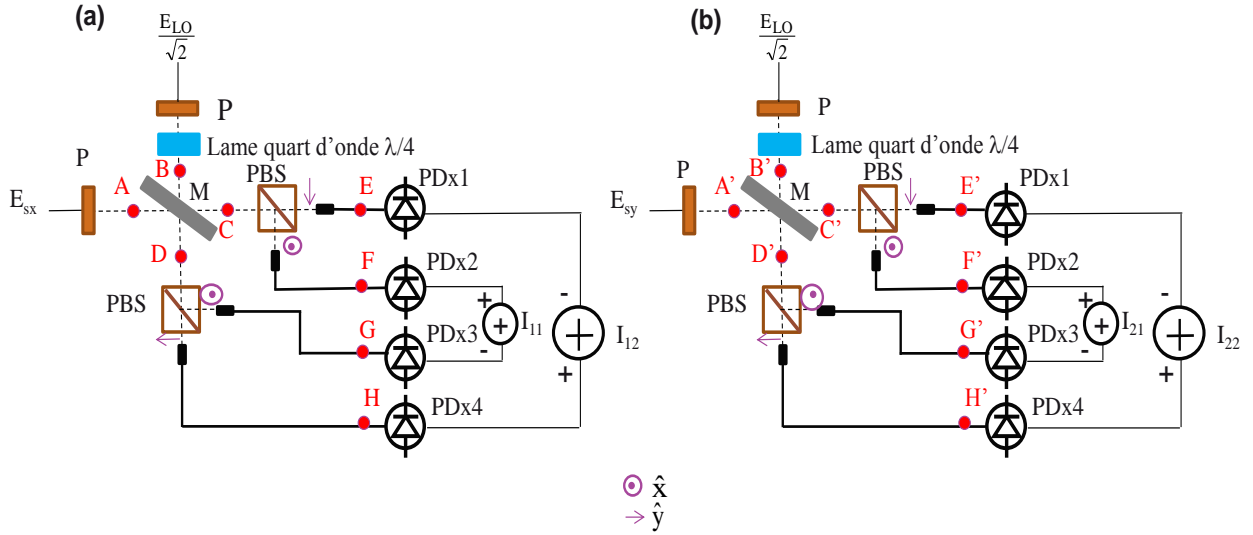 (a)
E_LO
√2
P
Lame quart d'onde λ/4
P
B
PBS
A
M
E
PDx1
E_sx
C
D
F
PDx2
+
-
PBS
+
I_11
+
I_12
G
PDx3
-
+
H
PDx4
(b)
E_LO
√2
P
Lame quart d'onde λ/4
P
B'
PBS
A'
M
E'
PDx1
E_sy
C'
D'
F'
PDx2
+
-
PBS
+
I_21
+
I_22
G'
PDx3
-
+
H'
PDx4
x̂
ŷ